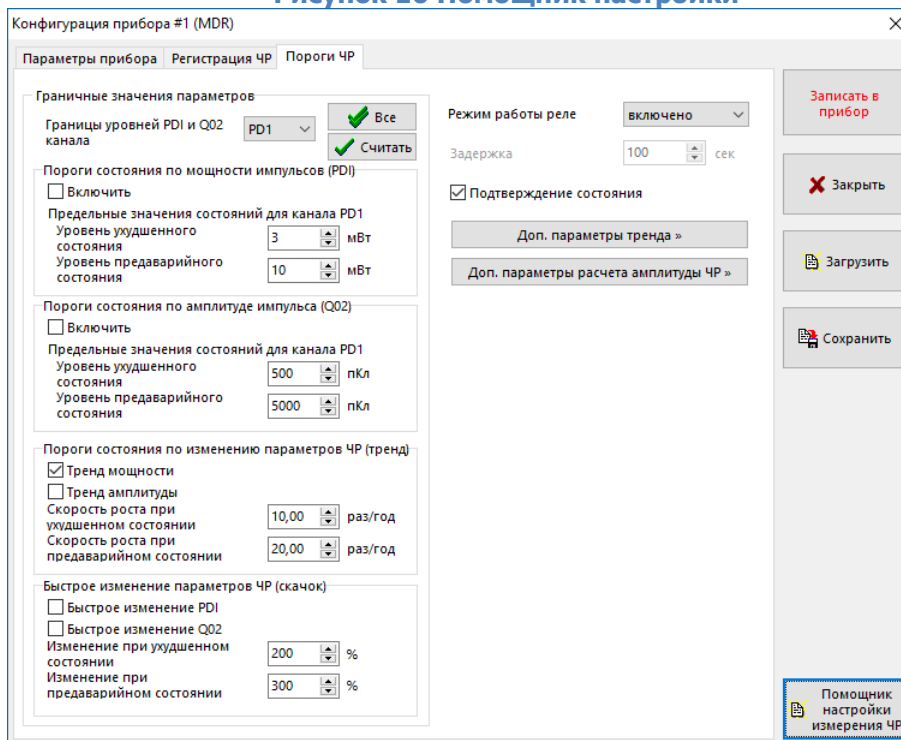 Рисунок 10 Помощник настройки
Конфигурация прибора #1 (MDR)
Параметры прибора Регистрация ЧР Пороги ЧР
Граничные значения параметров
Границы уровней PDI и Q02
канала
PD1
Все
Считать
Пороги состояния по мощности импульсов (PDI)
Включить
Предельные значения состояний для канала PD1
Уровень ухудшенного
состояния
3 мВт
Уровень предаварийного
состояния
10 мВт
Пороги состояния по амплитуде импульса (Q02)
Включить
Предельные значения состояний для канала PD1
Уровень ухудшенного
состояния
500 пКл
Уровень предаварийного
состояния
5000 пКл
Пороги состояния по изменению параметров ЧР (тренд)
Тренд мощности
Тренд амплитуды
Скорость роста при
ухудшенном состоянии
10,00 раз/год
Скорость роста при
предаварийном состоянии
20,00 раз/год
Быстрое изменение параметров ЧР (скачок)
Быстрое изменение PDI
Быстрое изменение Q02
Изменение при ухудшенном
состоянии
200 %
Изменение при
предаварийном состоянии
300 %
Режим работы реле
включено
Задержка
100 сек
Подтверждение состояния
Доп. параметры тренда »
Доп. параметры расчета амплитуды ЧР »
Записать в
прибор
Закрыть
Загрузить
Сохранить
Помощник
настройки
измерения ЧР